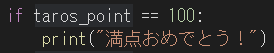 if taros_point == 100:
    print("満点おめでとう！")